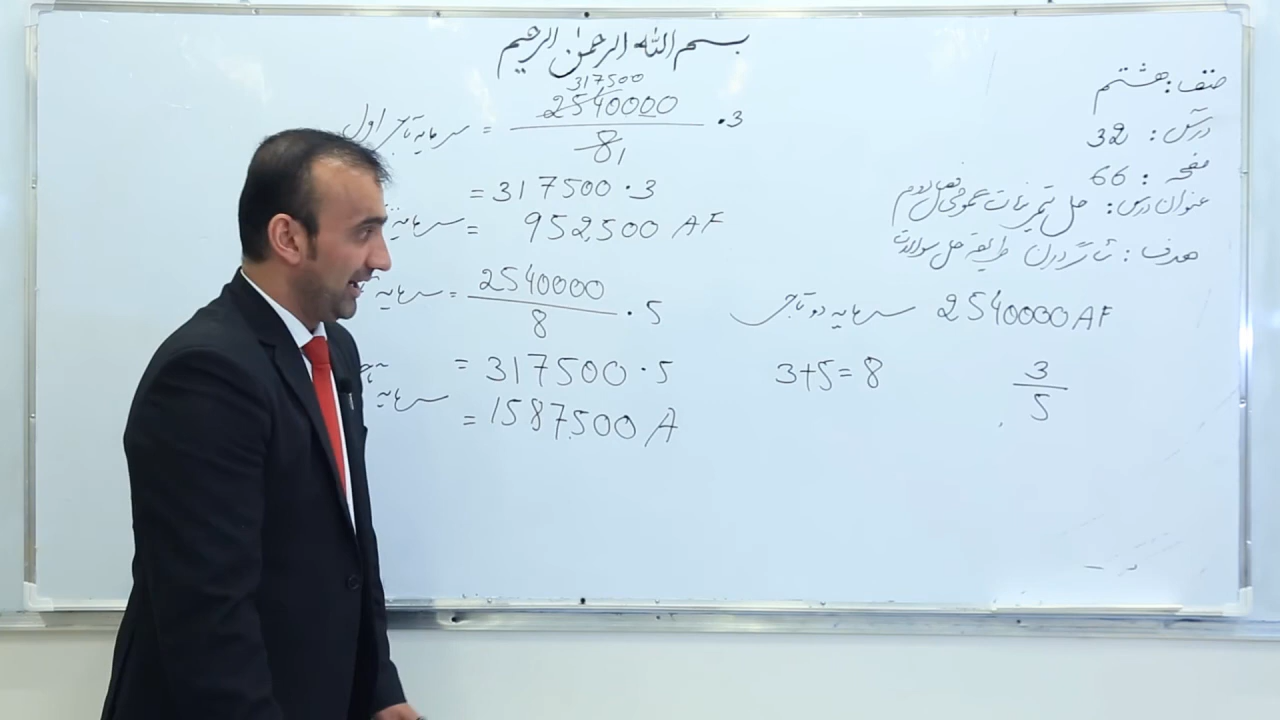 بسم الله الرحمن الرحیم
صنف: هشتم
درس: 32
صفحه: 66
عنوان درس: حل تمرینات عمومی فصل دوم
هدف: شاگردان طریقه حل سوالات
سرمایه دو تاجر 2540000 AF
3/5
3+5=8
317500
سرمایه تاجر اول = 2540000/8 1 · 3
= 317500 · 3
سرمایه = 952500 AF
سرمایه = 2540000/8 · 5
= 317500 · 5
سرمایه = 1587500 A